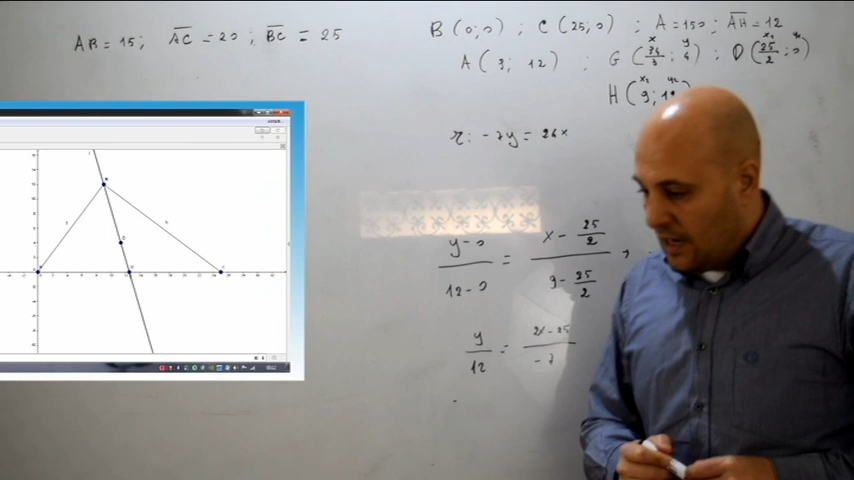 AB = 15; AC = 20; BC = 25
B (0;0) ; C (25;0) ; A = 150 ; AH = 12
A (9; 12) ; G (34/3 ; 4) ; D (25/2 ; 0)
H (9; 12)
r: -7y = 24x
y-0 / 12-0 = x - 25/2 / 9 - 25/2 ,
y / 12 = 2x - 25 / -7